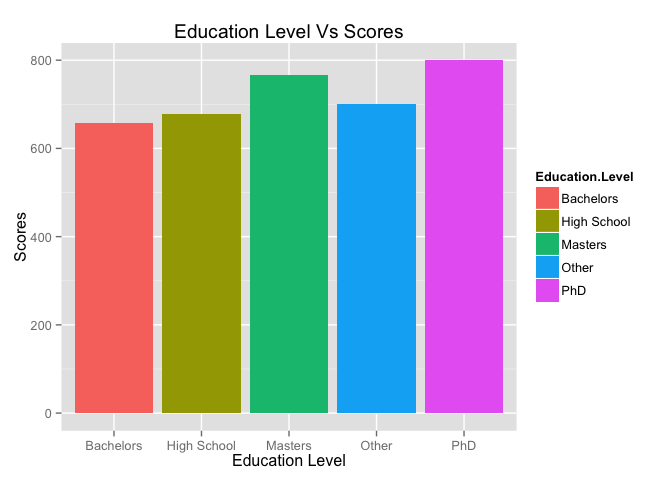 Education Level Vs Scores
800
600
400
200
0
Scores
Bachelors High School Masters Other PhD
Education Level
Education.Level
Bachelors
High School
Masters
Other
PhD